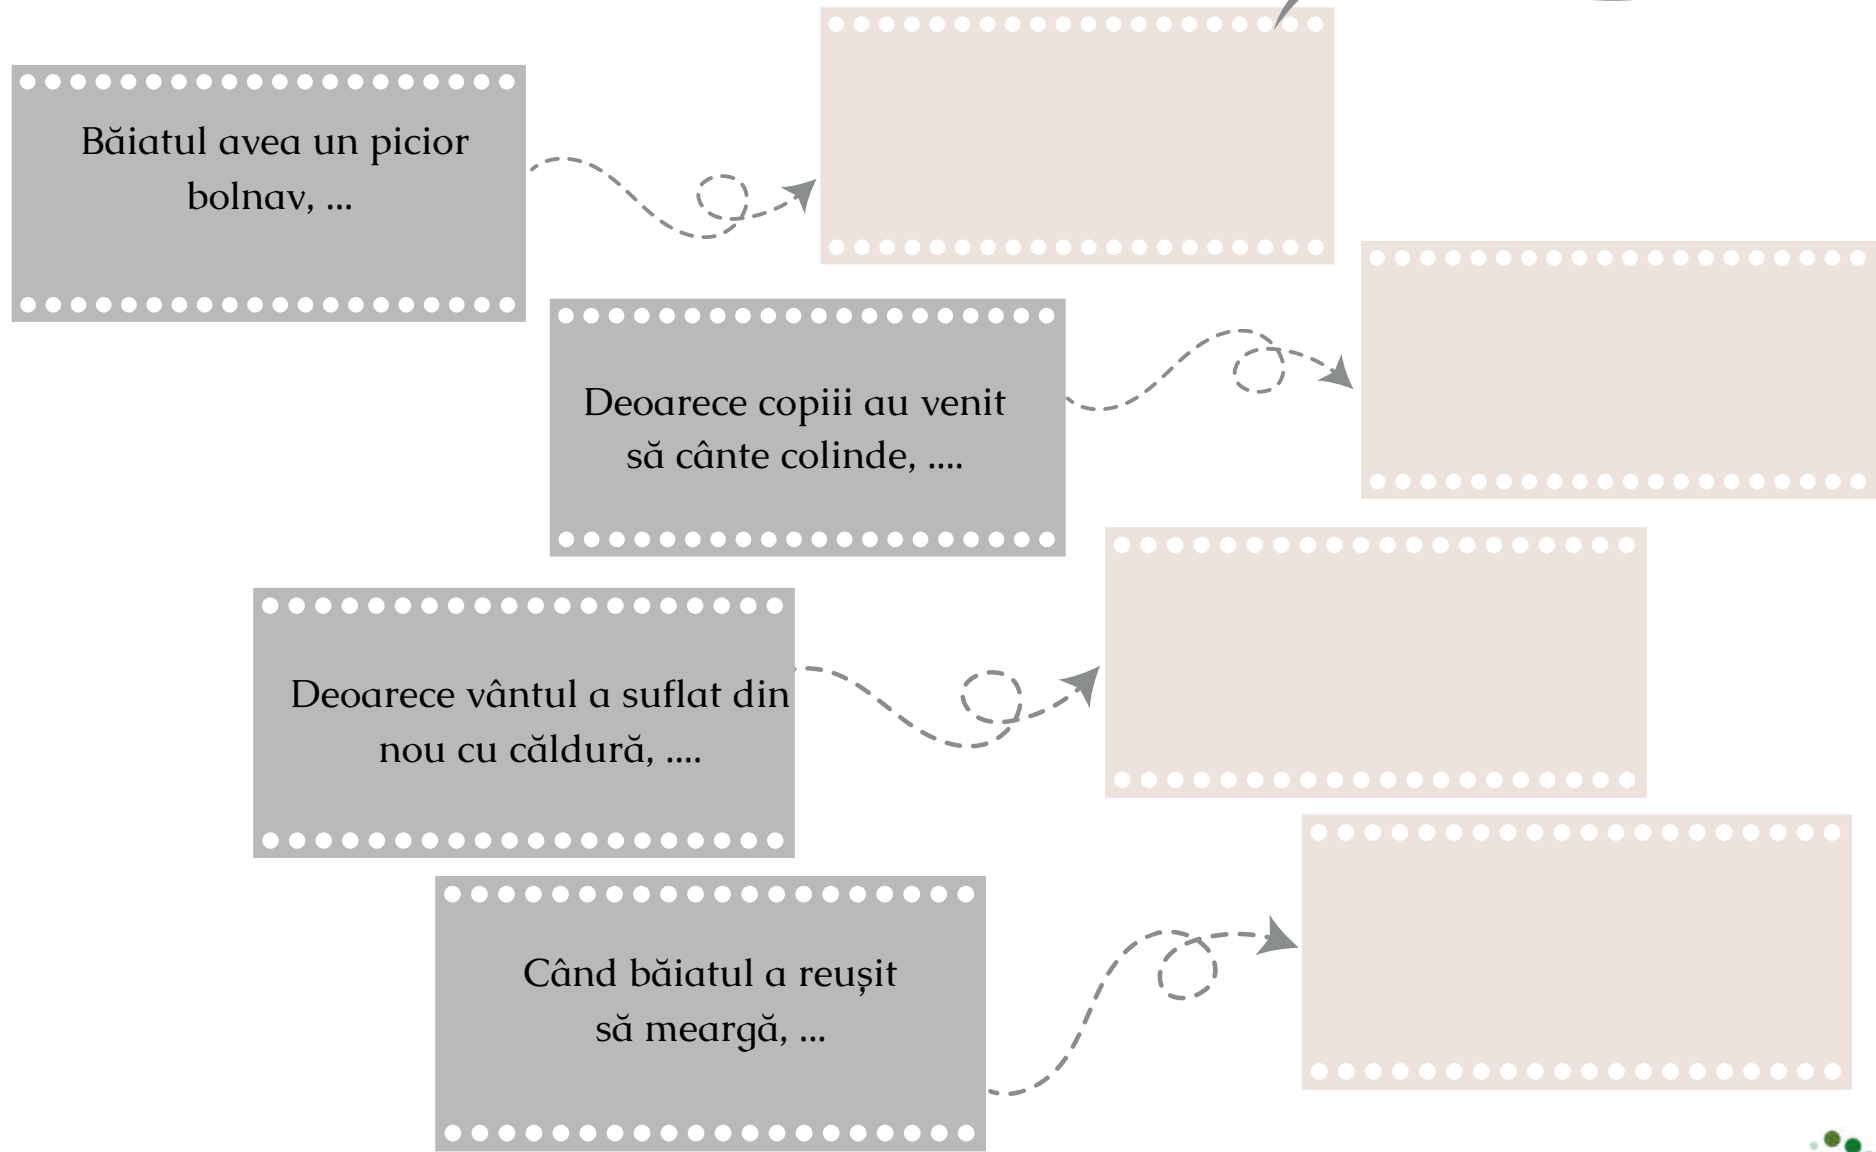 Băiatul avea un picior
bolnav, ...
Deoarece copiii au venit
să cânte colinde, ....
Deoarece vântul a suflat din
nou cu căldură, ....
Când băiatul a reușit
să meargă, ...